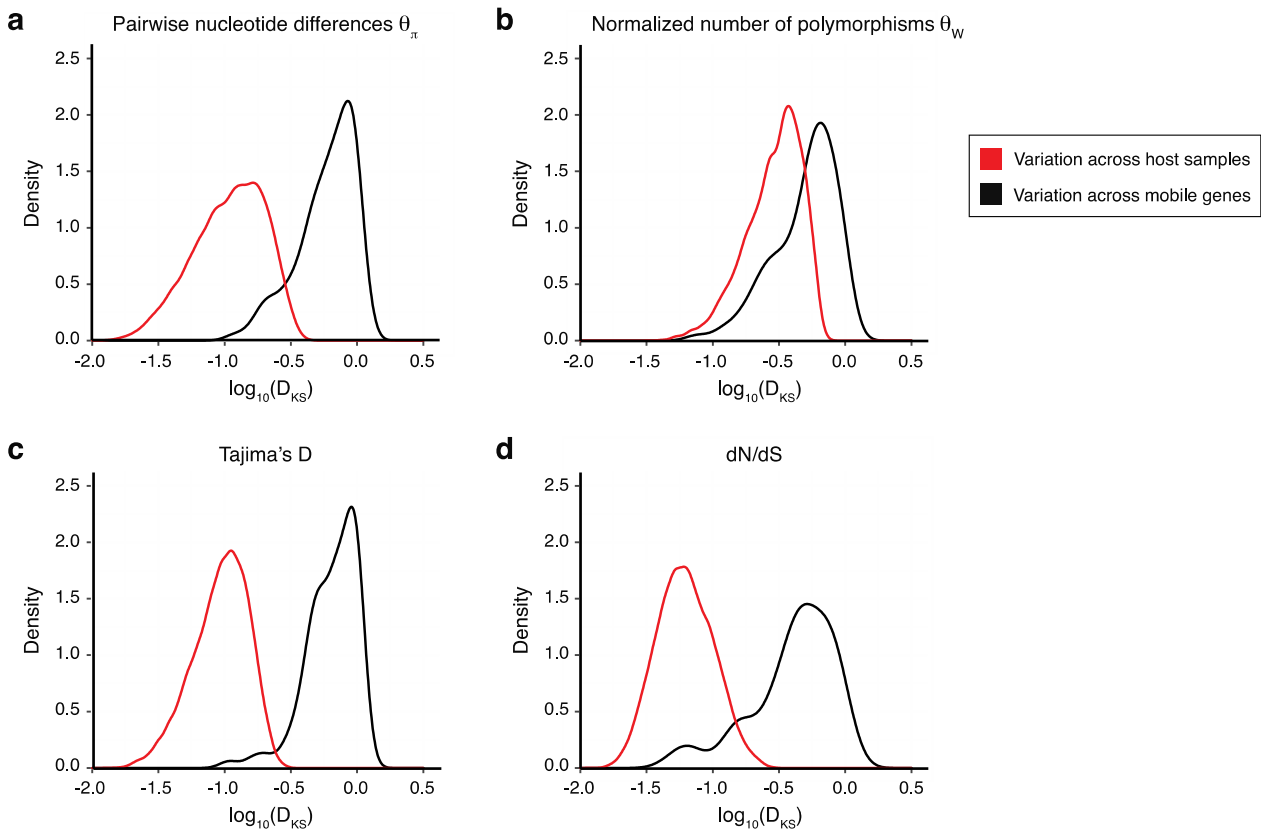 a
Pairwise nucleotide differences θπ
2.5
2.0
1.5
1.0
0.5
0.0
Density
-2.0 -1.5 -1.0 -0.5 0.0 0.5
log10(DKS)
b
Normalized number of polymorphisms θW
2.5
2.0
1.5
1.0
0.5
0.0
Density
-2.0 -1.5 -1.0 -0.5 0.0 0.5
log10(DKS)
Variation across host samples
Variation across mobile genes
c
Tajima's D
2.5
2.0
1.5
1.0
0.5
0.0
Density
-2.0 -1.5 -1.0 -0.5 0.0 0.5
log10(DKS)
d
dN/dS
2.5
2.0
1.5
1.0
0.5
0.0
Density
-2.0 -1.5 -1.0 -0.5 0.0 0.5
log10(DKS)